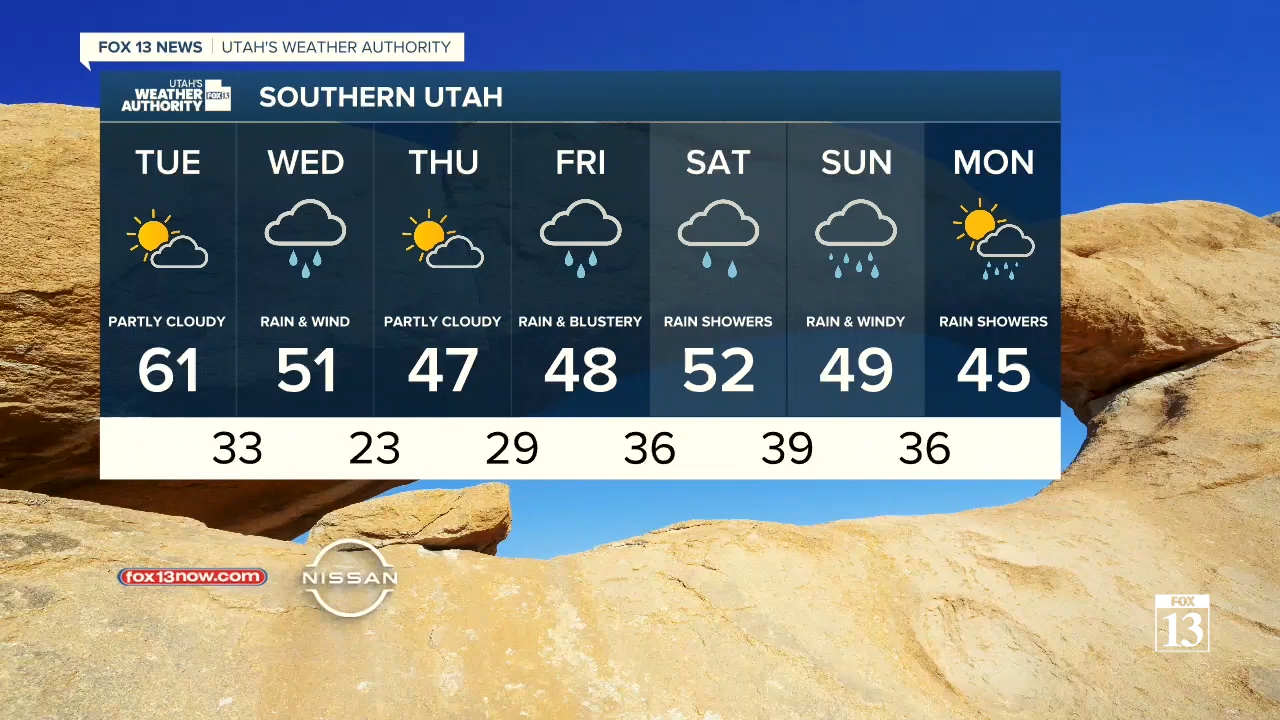 FOX 13 NEWS | UTAH'S WEATHER AUTHORITY
UTAH'S
WEATHER
AUTHORITY
FOX 13
SOUTHERN UTAH
TUE WED THU FRI SAT SUN MON
PARTLY CLOUDY RAIN & WIND PARTLY CLOUDY RAIN & BLUSTERY RAIN SHOWERS RAIN & WINDY RAIN SHOWERS
61 51 47 48 52 49 45
33 23 29 36 39 36
fox13now.com
NISSAN
FOX
13